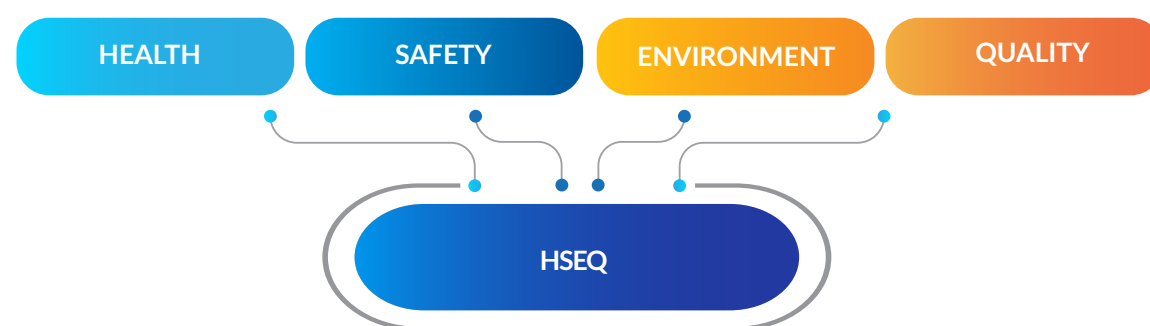 HEALTH
SAFETY
ENVIRONMENT
QUALITY
HSEQ